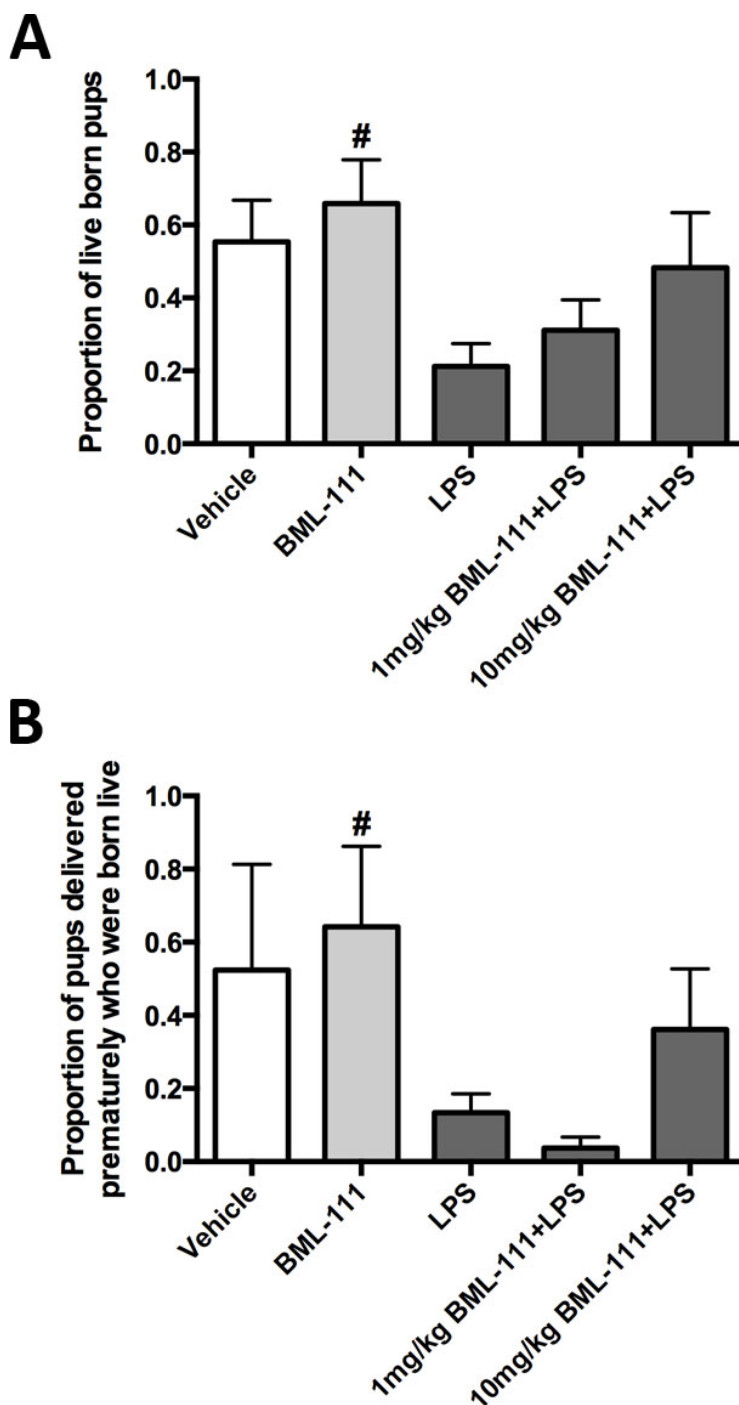 A
Proportion of live born pups
1.0
0.8
0.6
0.4
0.2
0.0
#
Vehicle
BML-111
LPS
1mg/kg BML-111+LPS
10mg/kg BML-111+LPS
B
Proportion of pups delivered
prematurely who were born live
1.0
0.8
0.6
0.4
0.2
0.0
#
Vehicle
BML-111
LPS
1mg/kg BML-111+LPS
10mg/kg BML-111+LPS